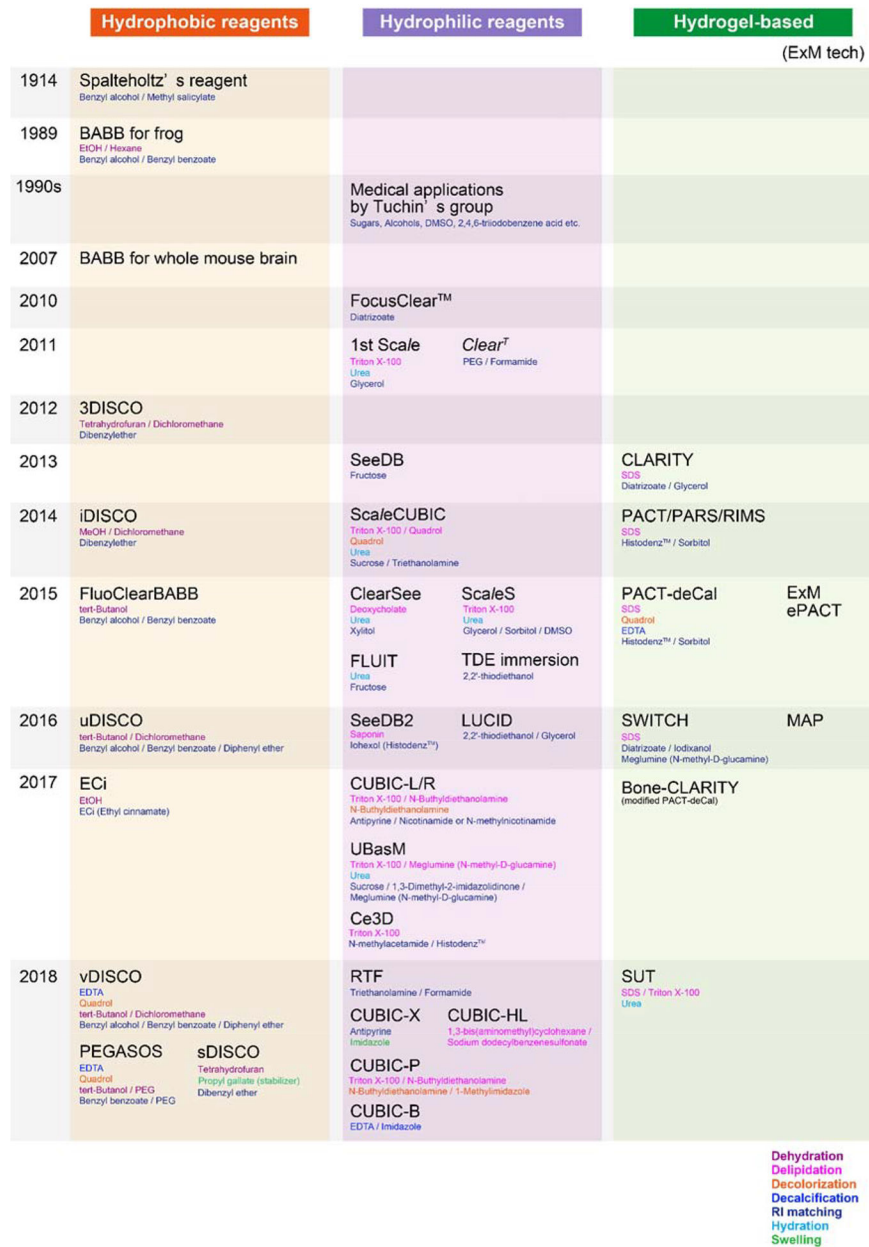 Hydrophobic reagents
Hydrophilic reagents
Hydrogel-based
(ExM tech)
1914
Spalteholtz’ s reagent
Benzyl alcohol / Methyl salicylate
1989
BABB for frog
EtOH / Hexane
Benzyl alcohol / Benzyl benzoate
1990s
Medical applications
by Tuchin’ s group
Sugars, Alcohols, DMSO, 2,4,6-triiodobenzene acid etc.
2007
BABB for whole mouse brain
2010
FocusClear™
Diatrizoate
2011
1st Scale
Triton X-100
Urea
Glycerol
Clearᵀ
PEG / Formamide
2012
3DISCO
Tetrahydrofuran / Dichloromethane
Dibenzylether
2013
SeeDB
Fructose
CLARITY
SDS
Diatrizoate / Glycerol
2014
iDISCO
MeOH / Dichloromethane
Dibenzylether
ScaleCUBIC
Triton X-100 / Quadrol
Quadrol
Urea
Sucrose / Triethanolamine
PACT/PARS/RIMS
SDS
Histodenz™ / Sorbitol
2015
FluoClearBABB
tert-Butanol
Benzyl alcohol / Benzyl benzoate
ClearSee
Deoxycholate
Urea
Xylitol
ScaleS
Triton X-100
Urea
Glycerol / Sorbitol / DMSO
FLUIT
Urea
Fructose
TDE immersion
2,2'-thiodiethanol
PACT-deCal
SDS
Quadrol
EDTA
Histodenz™ / Sorbitol
ExM
ePACT
2016
uDISCO
tert-Butanol / Dichloromethane
Benzyl alcohol / Benzyl benzoate / Diphenyl ether
SeeDB2
Saponin
Iohexol (Histodenz™)
LUCID
2,2'-thiodiethanol / Glycerol
SWITCH
SDS
Diatrizoate / Iodixanol
Meglumine (N-methyl-D-glucamine)
MAP
2017
ECi
EtOH
ECi (Ethyl cinnamate)
CUBIC-L/R
Triton X-100 / N-Buthyldiethanolamine
N-Buthyldiethanolamine
Antipyrine / Nicotinamide or N-methylnicotinamide
UBasM
Triton X-100 / Meglumine (N-methyl-D-glucamine)
Urea
Sucrose / 1,3-Dimethyl-2-imidazolidinone /
Meglumine (N-methyl-D-glucamine)
Ce3D
Triton X-100
N-methylacetamide / Histodenz™
Bone-CLARITY
(modified PACT-deCal)
2018
vDISCO
EDTA
Quadrol
tert-Butanol / Dichloromethane
Benzyl alcohol / Benzyl benzoate / Diphenyl ether
PEGASOS
EDTA
Quadrol
tert-Butanol / PEG
Benzyl benzoate / PEG
sDISCO
Tetrahydrofuran
Propyl gallate (stabilizer)
Dibenzyl ether
RTF
Triethanolamine / Formamide
CUBIC-X
Antipyrine
Imidazole
CUBIC-HL
1,3-bis(aminomethyl)cyclohexane /
Sodium dodecylbenzenesulfonate
CUBIC-P
Triton X-100 / N-Buthyldiethanolamine
N-Buthyldiethanolamine / 1-Methylimidazole
CUBIC-B
EDTA / Imidazole
SUT
SDS / Triton X-100
Urea
Dehydration
Delipidation
Decolorization
Decalcification
RI matching
Hydration
Swelling